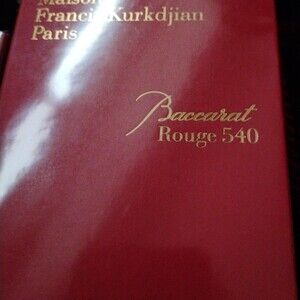 Maison
Francis Kurkdjian
Paris
Baccarat
Rouge 540